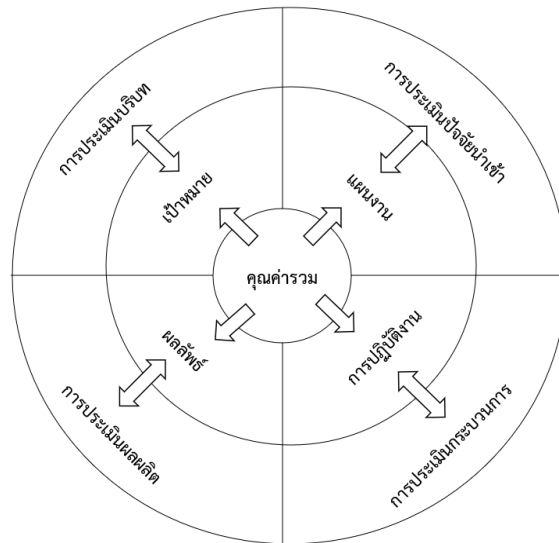 การประเมินบริบท
การประเมินปัจจัยนำเข้า
เป้าหมาย
แผนงาน
คุณค่ารวม
ผลลัพธ์
การปฏิบัติงาน
การประเมินผลผลิต
การประเมินกระบวนการ